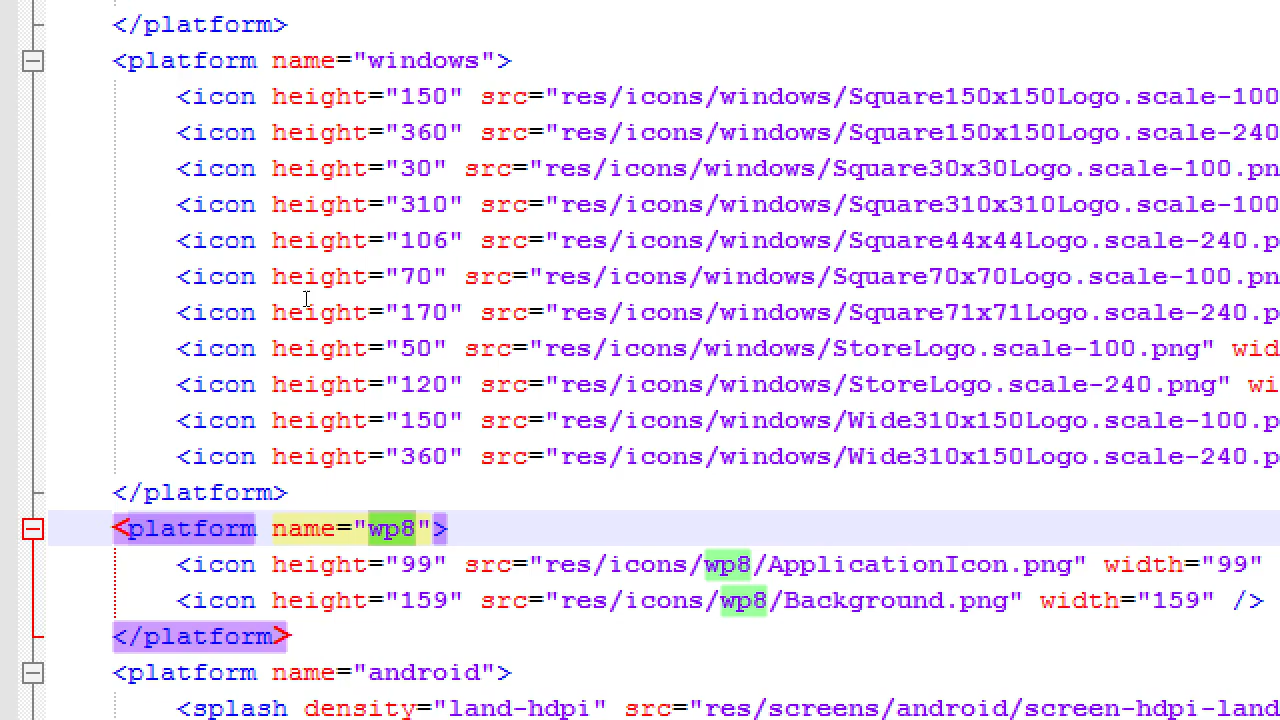 </platform>
<platform name="windows">
<icon height="150" src="res/icons/windows/Square150x150Logo.scale-100
<icon height="360" src="res/icons/windows/Square150x150Logo.scale-240
<icon height="30" src="res/icons/windows/Square30x30Logo.scale-100.pn
<icon height="310" src="res/icons/windows/Square310x310Logo.scale-100
<icon height="106" src="res/icons/windows/Square44x44Logo.scale-240.p
<icon height="70" src="res/icons/windows/Square70x70Logo.scale-100.pn
<icon height="170" src="res/icons/windows/Square71x71Logo.scale-240.p
<icon height="50" src="res/icons/windows/StoreLogo.scale-100.png" wid
<icon height="120" src="res/icons/windows/StoreLogo.scale-240.png" wi
<icon height="150" src="res/icons/windows/Wide310x150Logo.scale-100.p
<icon height="360" src="res/icons/windows/Wide310x150Logo.scale-240.p
</platform>
<platform name="wp8">
<icon height="99" src="res/icons/wp8/ApplicationIcon.png" width="99"
<icon height="159" src="res/icons/wp8/Background.png" width="159" />
</platform>
<platform name="android">
<splash density="land-hdpi" src="res/screens/android/screen-hdpi-land